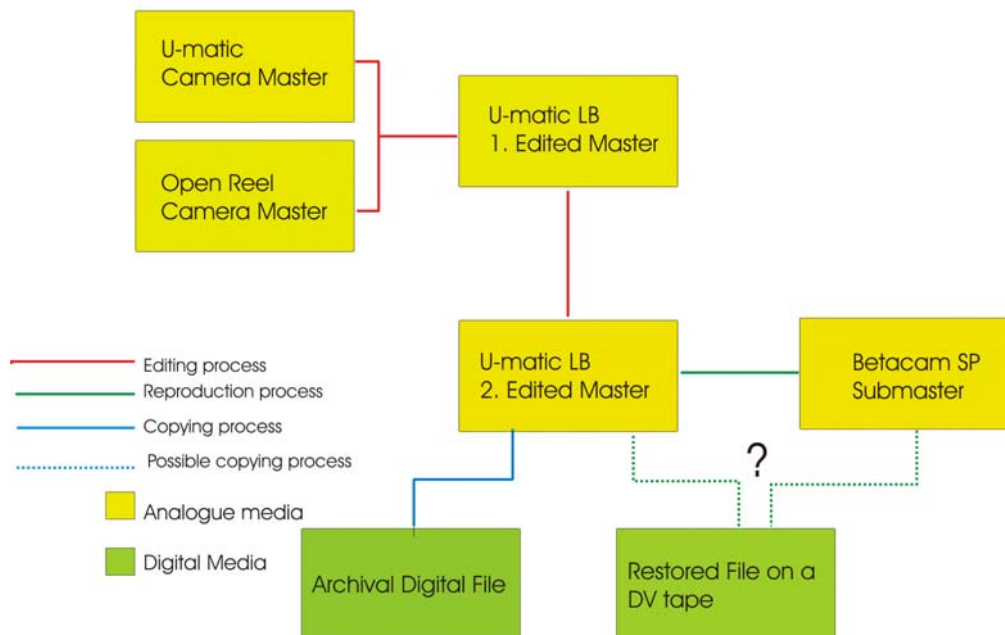 U-matic
Camera Master
U-matic LB
1. Edited Master
Open Reel
Camera Master
U-matic LB
2. Edited Master
Betacam SP
Submaster
Editing process
Reproduction process
Copying process
Possible copying process
?
Analogue media
Digital Media
Archival Digital File
Restored File on a
DV tape